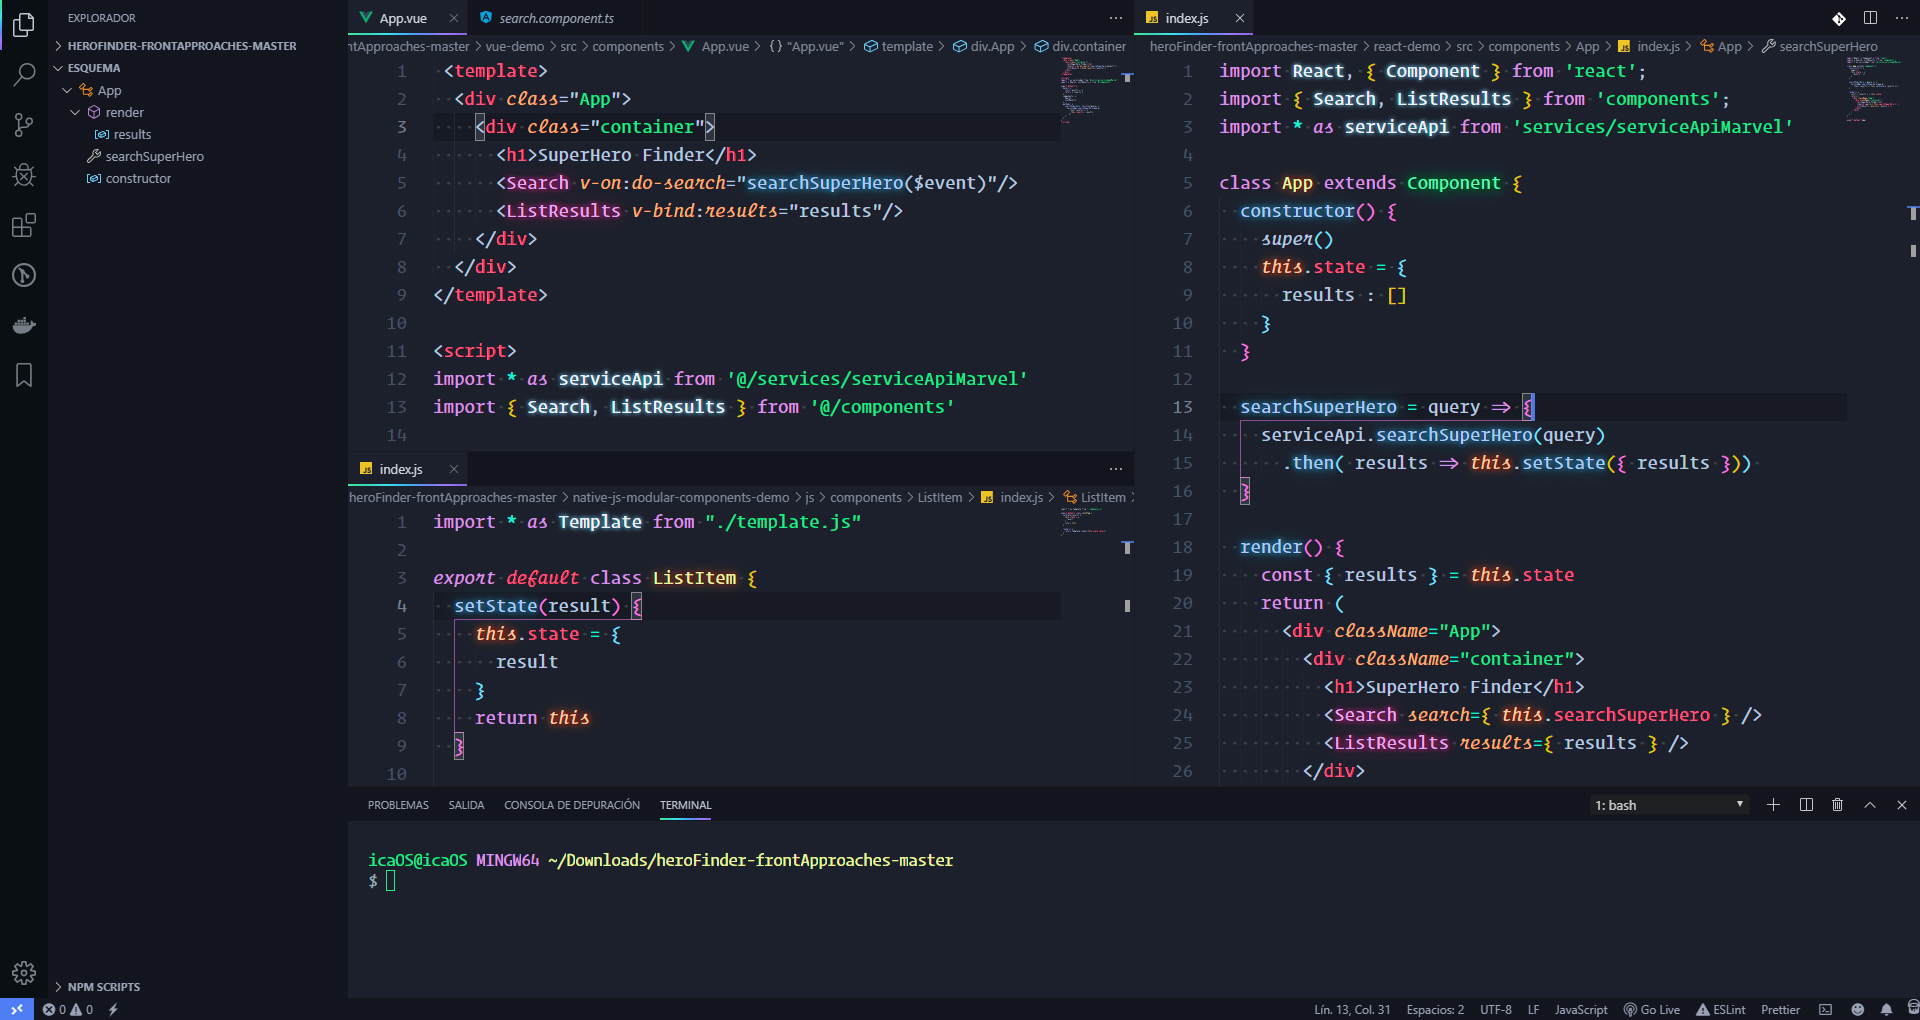 EXPLORADOR
HEROFINDER-FRONTAPPROACHES-MASTER
ESQUEMA
App
render
results
searchSuperHero
constructor
NPM SCRIPTS
App.vue
search.component.ts
ntApproaches-master > vue-demo > src > components > App.vue > {} "App.vue" > template > div.App > div.container
1 <template>
2 <div class="App">
3 <div class="container">
4 <h1>SuperHero Finder</h1>
5 <Search v-on:do-search="searchSuperHero($event)"/>
6 <ListResults v-bind:results="results"/>
7 </div>
8 </div>
9 </template>
10
11 <script>
12 import * as serviceApi from '@/services/serviceApiMarvel'
13 import { Search, ListResults } from '@/components'
14
index.js
heroFinder-frontApproaches-master > native-js-modular-components-demo > js > components > ListItem > index.js > ListItem
1 import * as Template from "./template.js"
2
3 export default class ListItem {
4 setState(result) {
5 this.state = {
6 result
7 }
8 return this
9 }
10
index.js
heroFinder-frontApproaches-master > react-demo > src > components > App > index.js > App > searchSuperHero
1 import React, { Component } from 'react';
2 import { Search, ListResults } from 'components';
3 import * as serviceApi from 'services/serviceApiMarvel'
4
5 class App extends Component {
6 constructor() {
7 super()
8 this.state = {
9 results : []
10 }
11 }
12
13 searchSuperHero = query => {
14 serviceApi.searchSuperHero(query)
15 .then( results => this.setState({ results }))
16 }
17
18 render() {
19 const { results } = this.state
20 return (
21 <div className="App">
22 <div className="container">
23 <h1>SuperHero Finder</h1>
24 <Search search={ this.searchSuperHero } />
25 <ListResults results={ results } />
26 </div>
PROBLEMAS SALIDA CONSOLA DE DEPURACIÓN TERMINAL
1: bash
icaOS@icaOS MINGW64 ~/Downloads/heroFinder-frontApproaches-master
$
0 0
Lín. 13, Col. 31 Espacios: 2 UTF-8 LF JavaScript Go Live ESLint Prettier